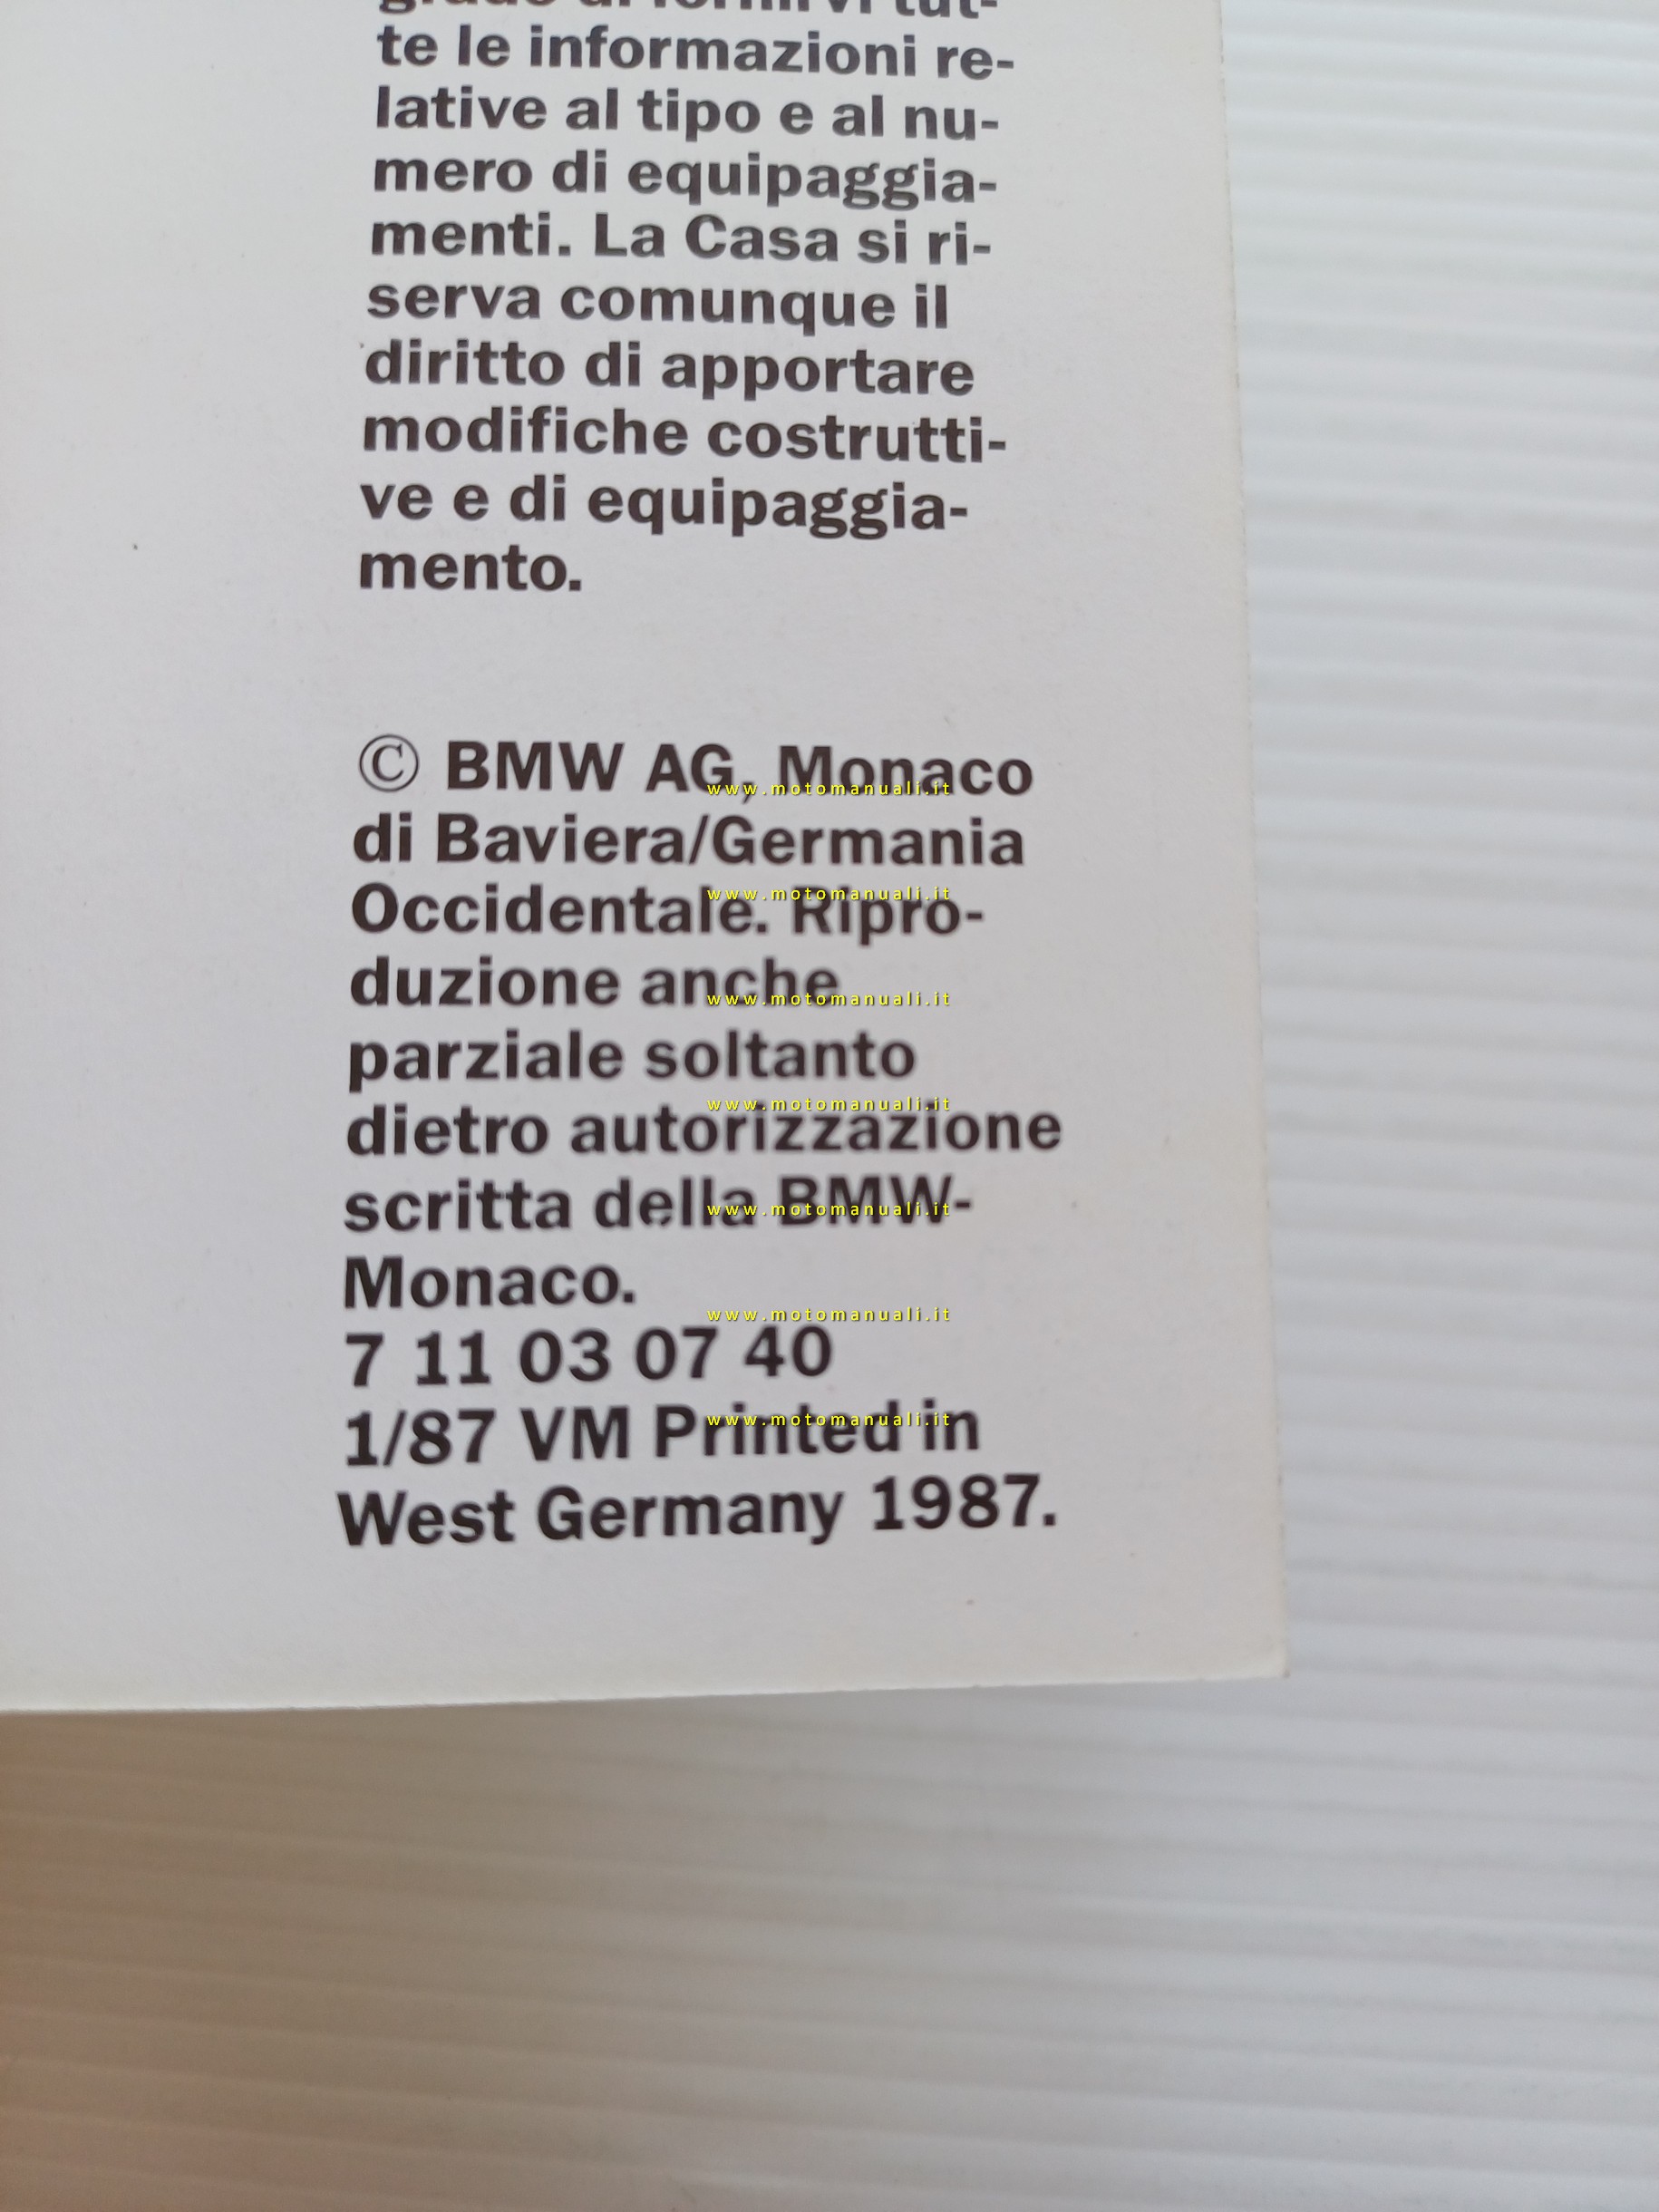 te le informazioni re-
lative al tipo e al nu-
mero di equipaggia-
menti. La Casa si ri-
serva comunque il
diritto di apportare
modifiche costrutti-
ve e di equipaggia-
mento.
© BMW AG, Monaco
di Baviera/Germania
Occidentale. Ripro-
duzione anche
parziale soltanto
dietro autorizzazione
scritta della BMW-
Monaco.
7 11 03 07 40
1/87 VM Printed in
West Germany 1987.
www.motomanuali.it
www.motomanuali.it
www.motomanuali.it
www.motomanuali.it
www.motomanuali.it
www.motomanuali.it
www.motomanuali.it